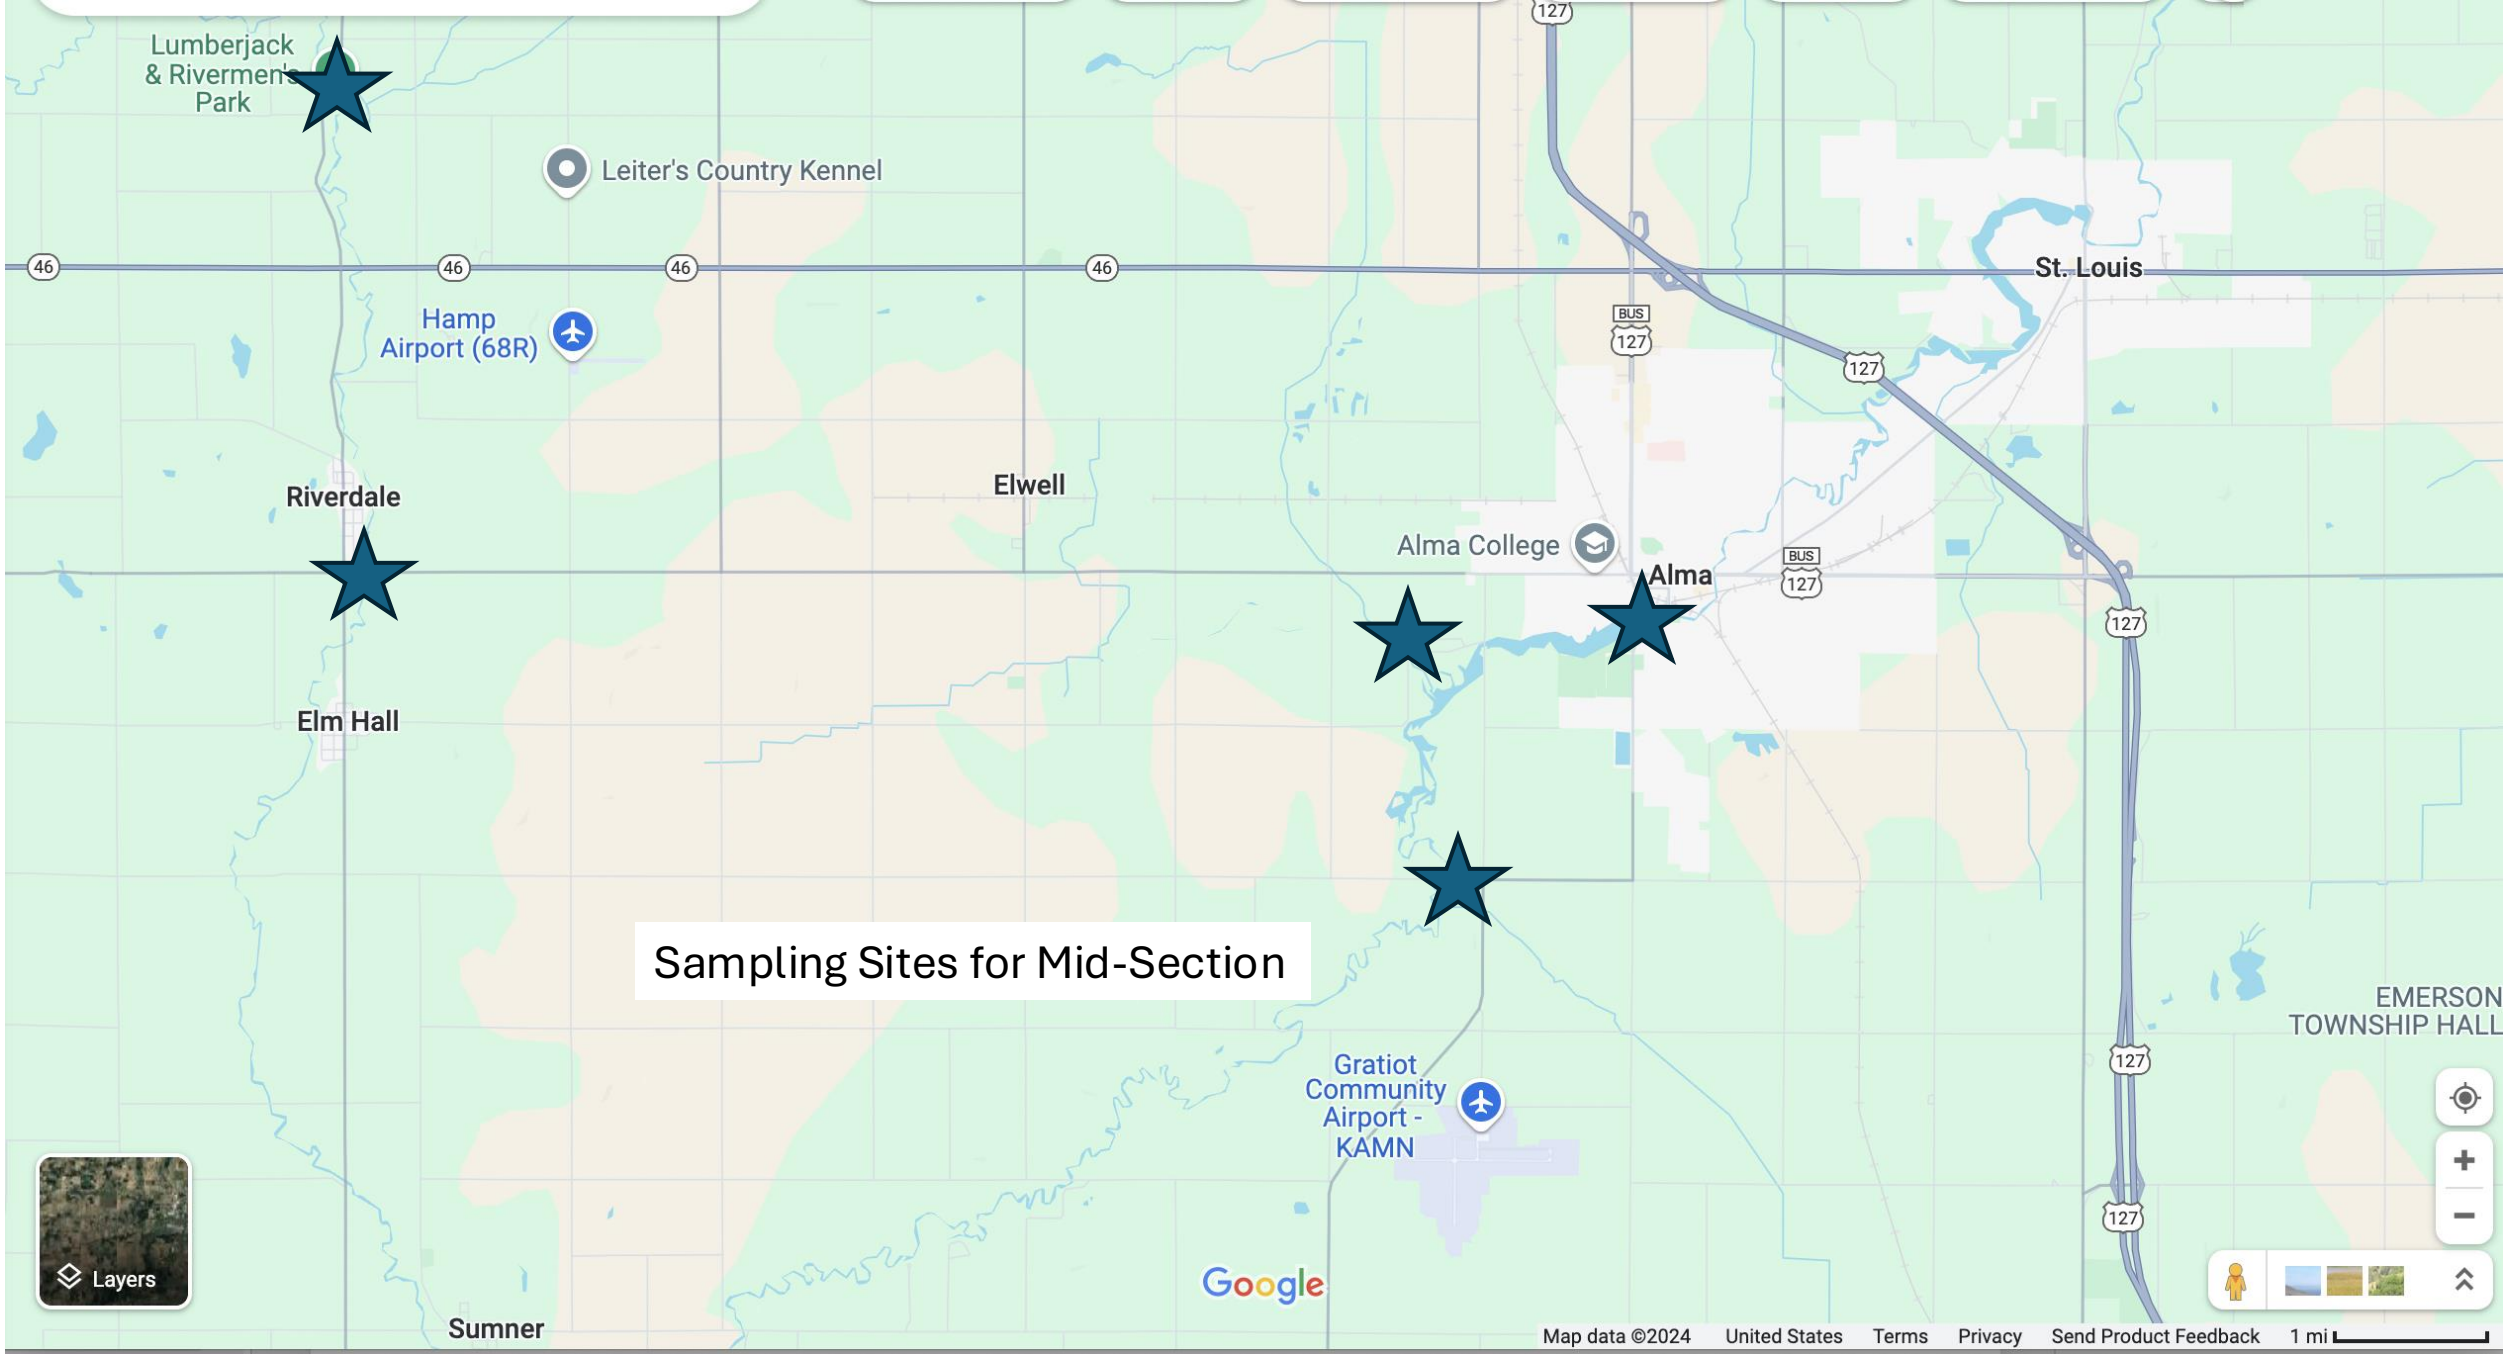 127
Lumberjack
& Rivermen's
Park
Leiter's Country Kennel
46
46
46
46
St. Louis
Hamp
Airport (68R)
BUS
127
127
Riverdale
Elwell
Alma College
Alma
BUS
127
127
Elm Hall
Sampling Sites for Mid-Section
EMERSON
TOWNSHIP HALL
Gratiot
Community
Airport -
KAMN
127
127
Layers
Google
Sumner
Map data ©2024 United States Terms Privacy Send Product Feedback 1 mi